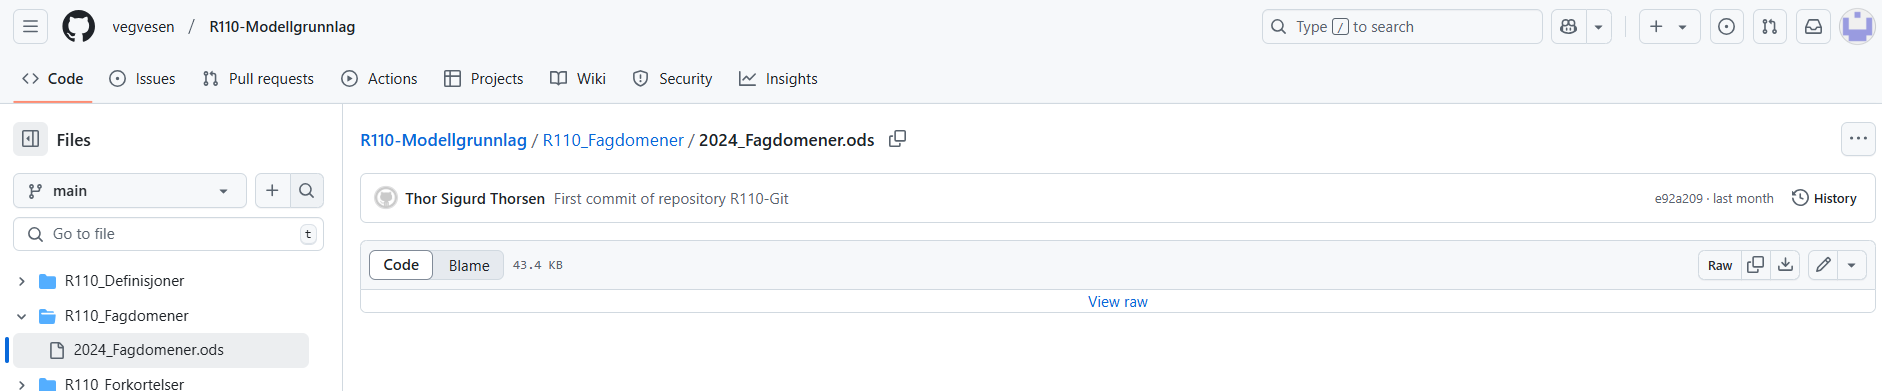 vegvesen / R110-Modellgrunnlag
Type / to search
Code
Issues
Pull requests
Actions
Projects
Wiki
Security
Insights
Files
main
Go to file
t
R110_Definisjoner
R110_Fagdomener
2024_Fagdomener.ods
R110_Forkortelser
R110-Modellgrunnlag / R110_Fagdomener / 2024_Fagdomener.ods
Thor Sigurd Thorsen First commit of repository R110-Git
e92a209 · last month
History
Code
Blame
43.4 KB
Raw
View raw